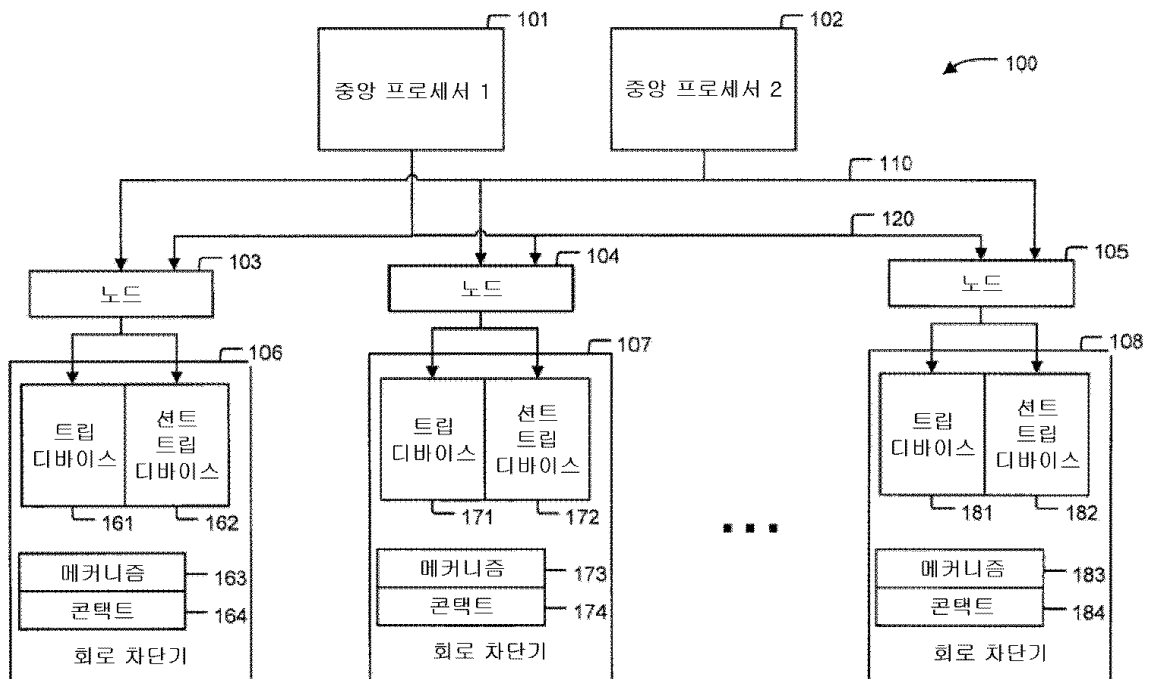 101
102
100
중앙 프로세서 1
중앙 프로세서 2
110
120
103
104
105
노드
노드
노드
106
107
108
트립
디바이스
션트
트립
디바이스
트립
디바이스
션트
트립
디바이스
트립
디바이스
션트
트립
디바이스
161
162
171
172
181
182
메커니즘
163
메커니즘
173
메커니즘
183
콘택트
164
콘택트
174
콘택트
184
회로 차단기
회로 차단기
회로 차단기